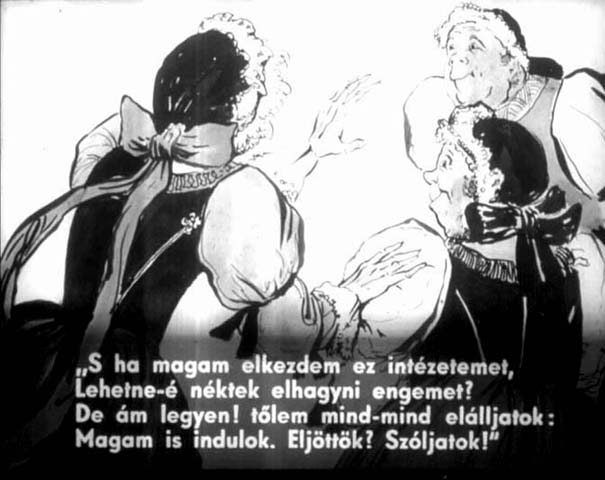 „S ha magam elkezdem ez intézetemet,
Lehetne-é néktek elhagyni engemet?
De ám legyen! tőlem mind-mind elálljatok:
Magam is indulok. Eljöttök? Szóljatok!"